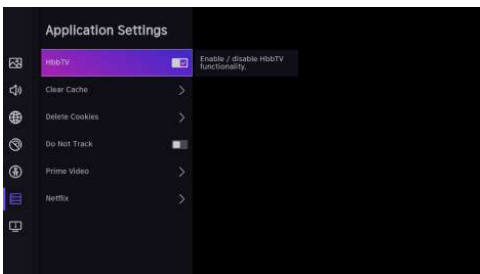 Application Settings
HbbTV
Enable / disable HbbTV
functionality.
Clear Cache
Delete Cookies
Do Not Track
Prime Video
Netflix